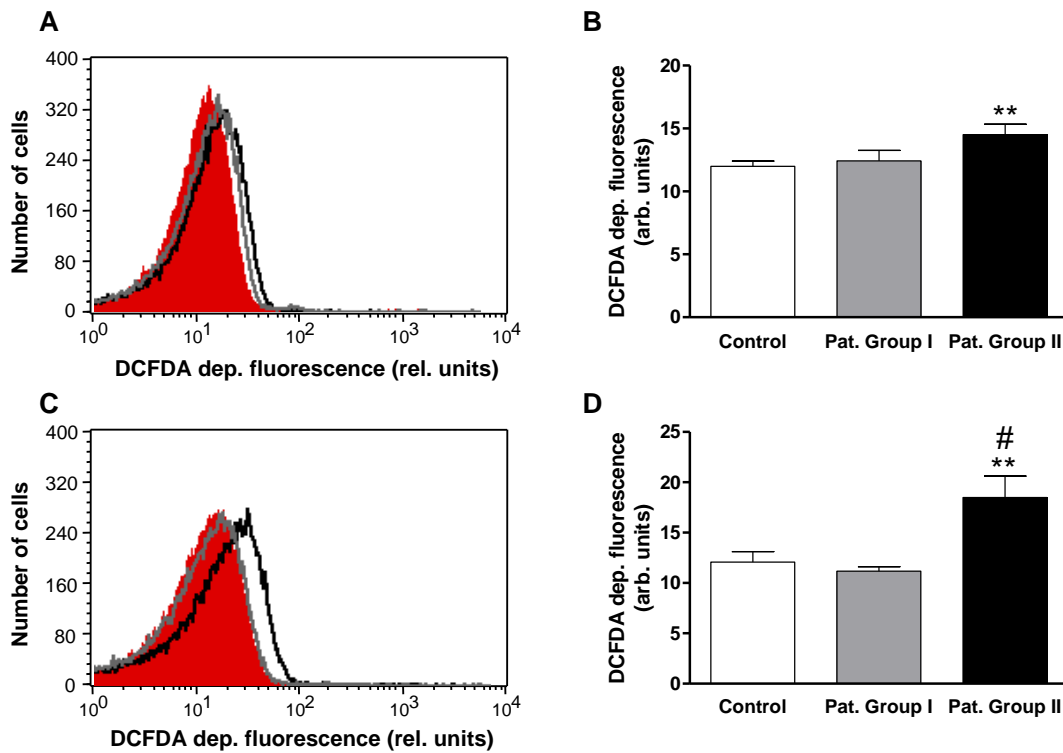 A
400
320
240
160
80
0
Number of cells
10^0 10^1 10^2 10^3 10^4
DCFDA dep. fluorescence (rel. units)
B
20
15
10
5
0
DCFDA dep. fluorescence
(arb. units)
**
Control Pat. Group I Pat. Group II
C
400
320
240
160
80
0
Number of cells
10^0 10^1 10^2 10^3 10^4
DCFDA dep. fluorescence (rel. units)
D
25
20
15
10
5
0
DCFDA dep. fluorescence
(arb. units)
#
**
Control Pat. Group I Pat. Group II